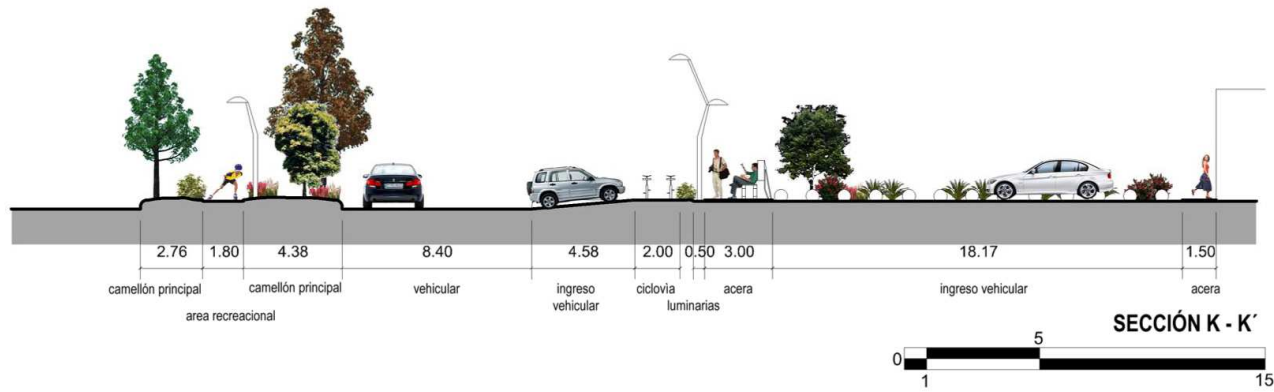 2.76 1.80 4.38 8.40 4.58 2.00 0.50 3.00 18.17 1.50
camellón principal camellón principal vehicular ingreso vehicular ciclovìa acera ingreso vehicular acera
area recreacional luminarias
SECCIÓN K - K´
5
0
1 15